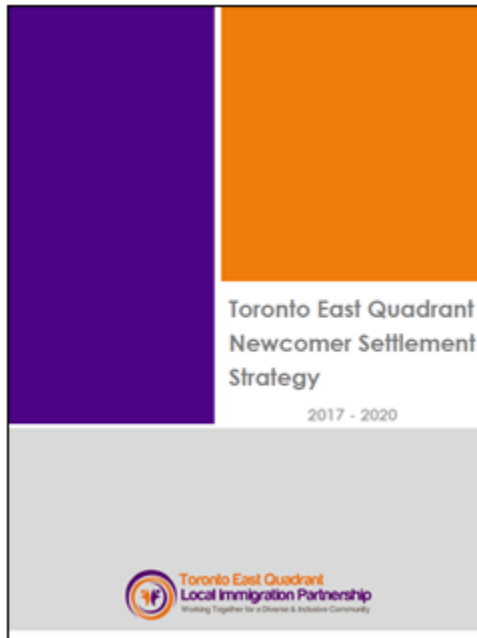 Toronto East Quadrant
Newcomer Settlement
Strategy
2017 - 2020
Toronto East Quadrant
Local Immigration Partnership
Working Together for a Diverse & Inclusive Community